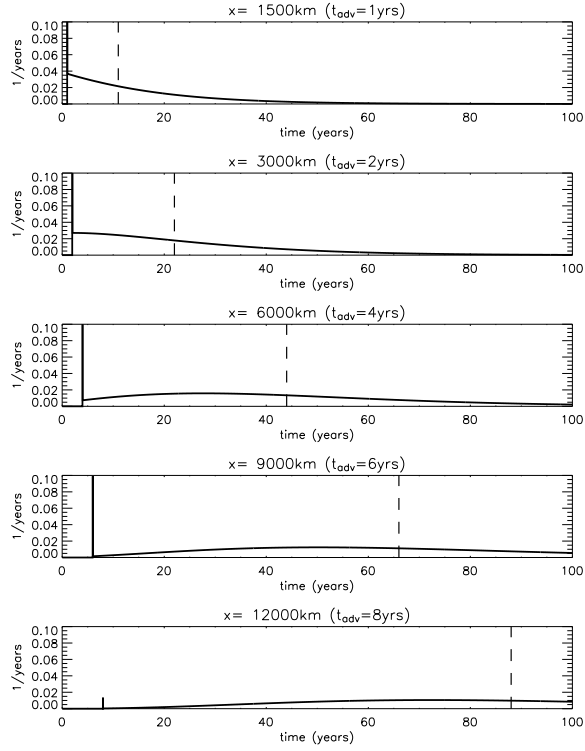 x= 1500km (t_adv=1yrs)
0.10
0.08
0.06
0.04
0.02
0.00
1/years
0 20 40 60 80 100
time (years)
x= 3000km (t_adv=2yrs)
0.10
0.08
0.06
0.04
0.02
0.00
1/years
0 20 40 60 80 100
time (years)
x= 6000km (t_adv=4yrs)
0.10
0.08
0.06
0.04
0.02
0.00
1/years
0 20 40 60 80 100
time (years)
x= 9000km (t_adv=6yrs)
0.10
0.08
0.06
0.04
0.02
0.00
1/years
0 20 40 60 80 100
time (years)
x= 12000km (t_adv=8yrs)
0.10
0.08
0.06
0.04
0.02
0.00
1/years
0 20 40 60 80 100
time (years)